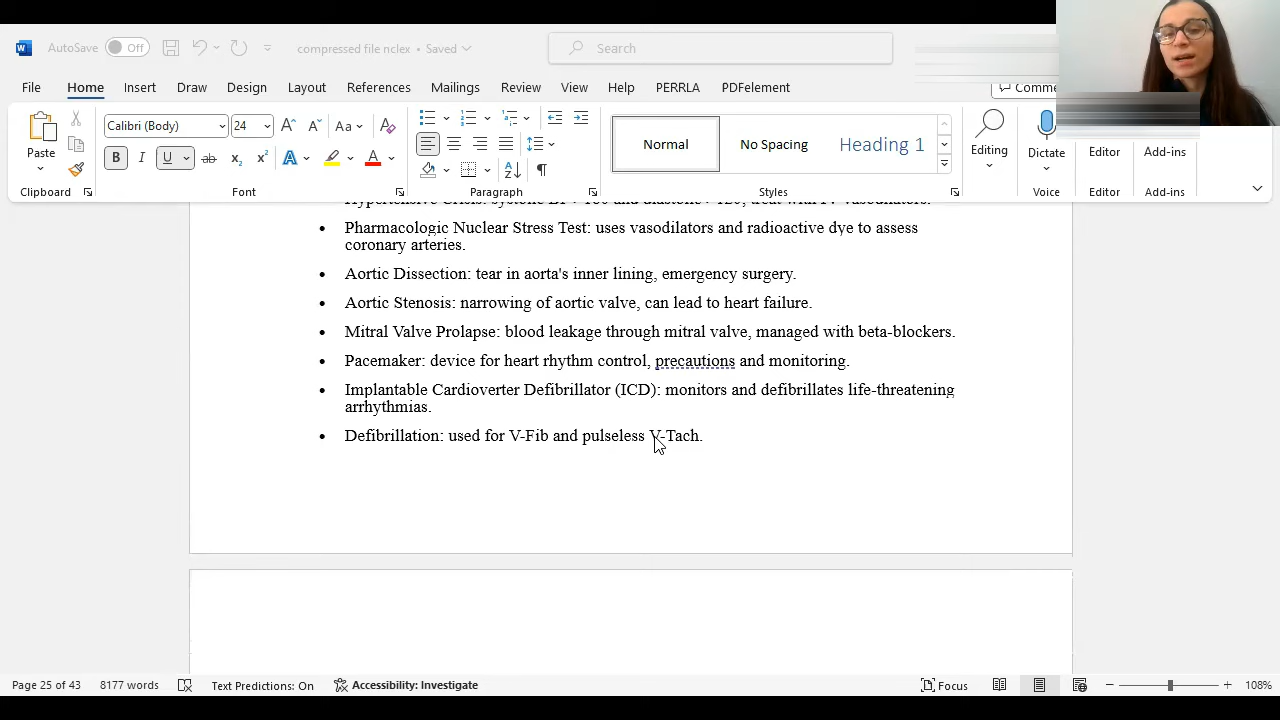 AutoSave Off compressed file nclex - Saved Search
File Home Insert Draw Design Layout References Mailings Review View Help PERRLA PDFelement
Calibri (Body) 24 Aa
Paste B I U ab x2 x2 A A Normal No Spacing Heading 1 Editing Dictate Editor Add-ins
Clipboard Font Paragraph Styles Voice Editor Add-ins
Pharmacologic Nuclear Stress Test: uses vasodilators and radioactive dye to assess
coronary arteries.
Aortic Dissection: tear in aorta's inner lining, emergency surgery.
Aortic Stenosis: narrowing of aortic valve, can lead to heart failure.
Mitral Valve Prolapse: blood leakage through mitral valve, managed with beta-blockers.
Pacemaker: device for heart rhythm control, precautions and monitoring.
Implantable Cardioverter Defibrillator (ICD): monitors and defibrillates life-threatening
arrhythmias.
Defibrillation: used for V-Fib and pulseless V-Tach.
Page 25 of 43 8177 words Text Predictions: On Accessibility: Investigate Focus 108%